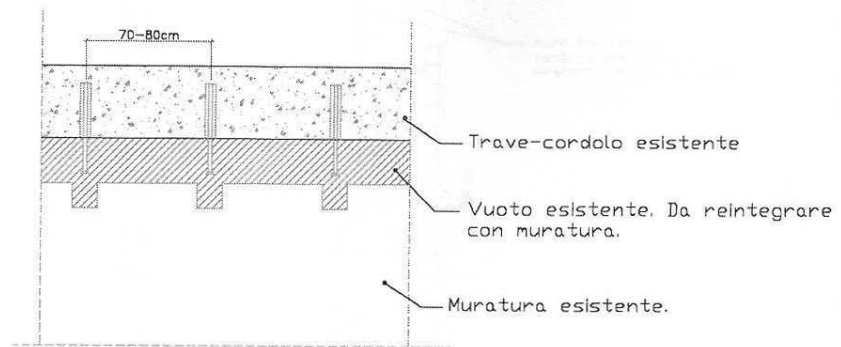 70-80cm
Trave-cordolo esistente
Vuoto esistente. Da reintegrare
con muratura.
Muratura esistente.